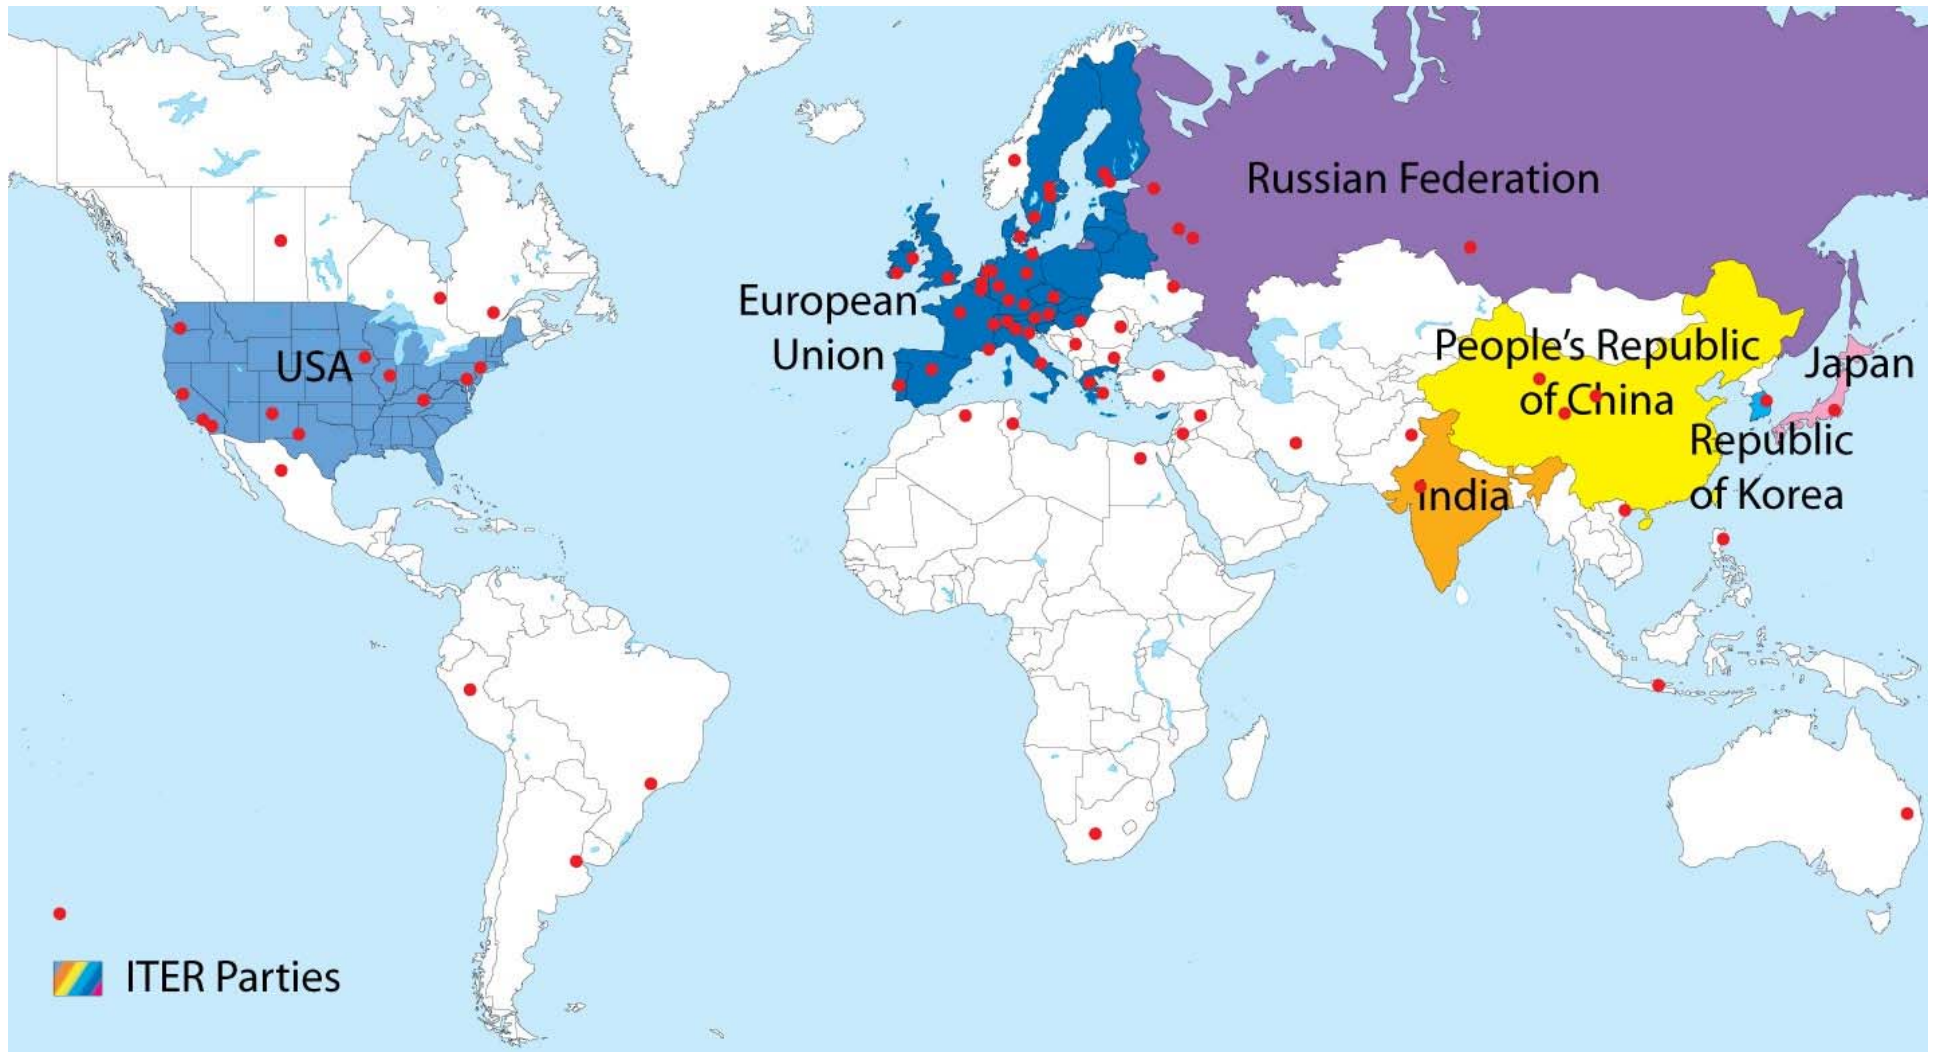 Russian Federation
European
Union
USA
People's Republic
of China
Japan
Republic
of Korea
india
ITER Parties